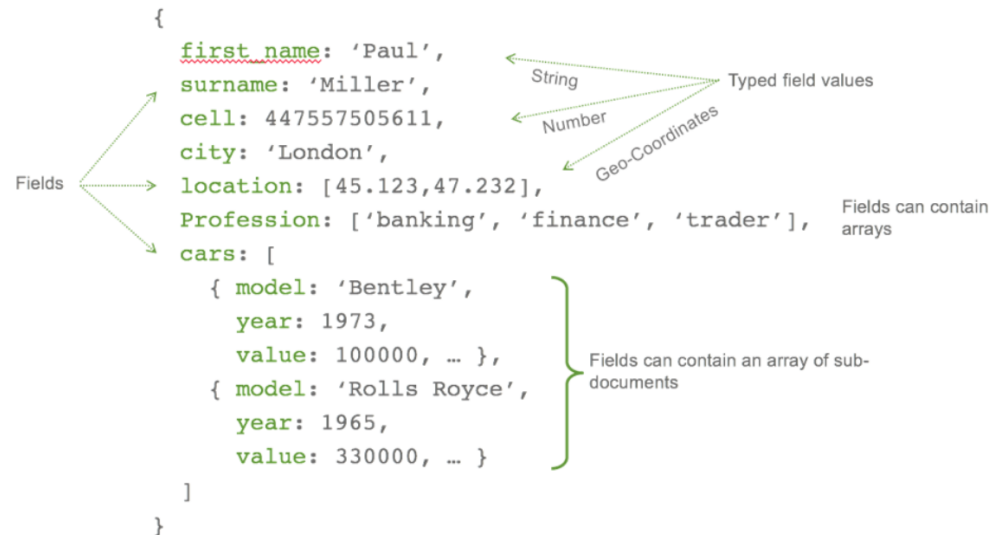 {
first_name: ‘Paul’,
String
Typed field values
surname: ‘Miller’,
cell: 447557505611,
Number
city: ‘London’,
Geo-Coordinates
Fields
location: [45.123,47.232],
Profession: [‘banking’, ‘finance’, ‘trader’],
Fields can contain
arrays
cars: [
{ model: ‘Bentley’,
year: 1973,
value: 100000, … },
Fields can contain an array of sub-
documents
{ model: ‘Rolls Royce’,
year: 1965,
value: 330000, … }
]
}